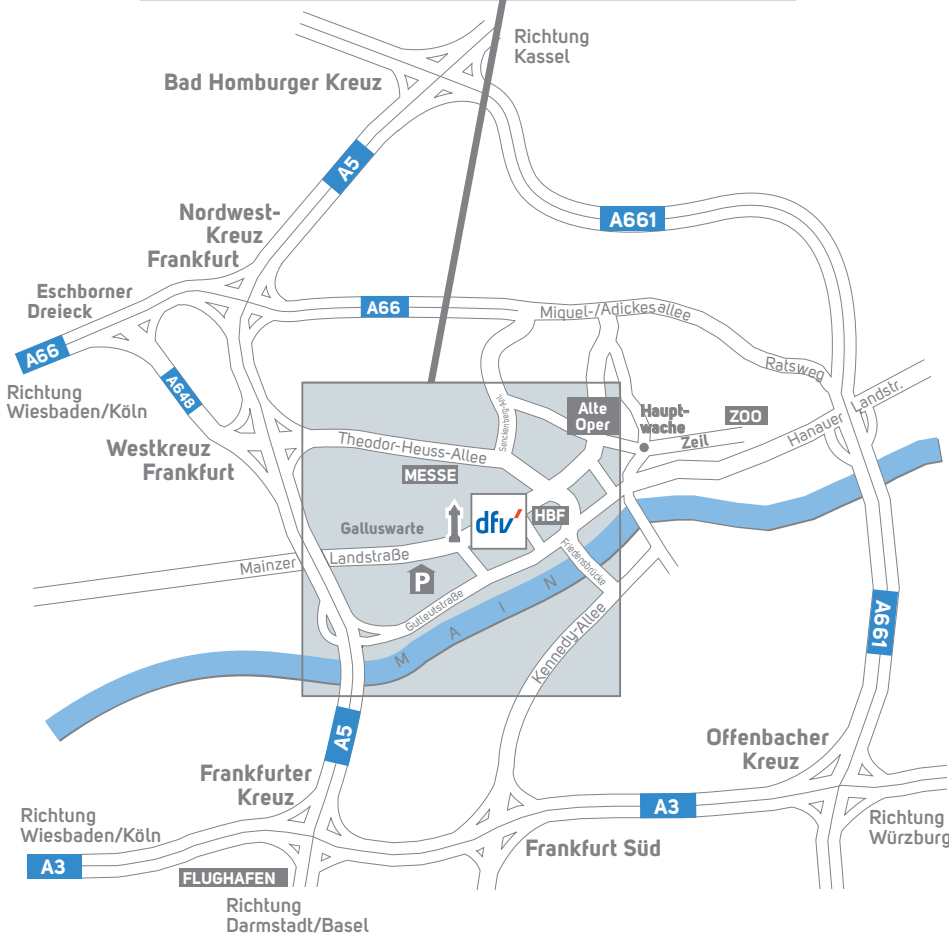 Richtung
Kassel
Bad Homburger Kreuz
A5
Nordwest-
Kreuz
Frankfurt
A661
Eschborner
Dreieck
A66
Miquel-/Adickesallee
A66
Ratsweg
Richtung
Wiesbaden/Köln
A648
Senckenberg-Anl.
Alte
Oper
Haupt-
wache
ZOO
Zeil
Hanauer Landstr.
Westkreuz
Frankfurt
Theodor-Heuss-Allee
MESSE
dfv
HBF
Galluswarte
Mainzer Landstraße
P
Friedensbrücke
Gutleutstraße
MAIN
Kennedy-Allee
A661
A5
Offenbacher
Kreuz
Frankfurter
Kreuz
A3
Richtung
Wiesbaden/Köln
Richtung
Würzburg
Frankfurt Süd
A3
FLUGHAFEN
Richtung
Darmstadt/Basel